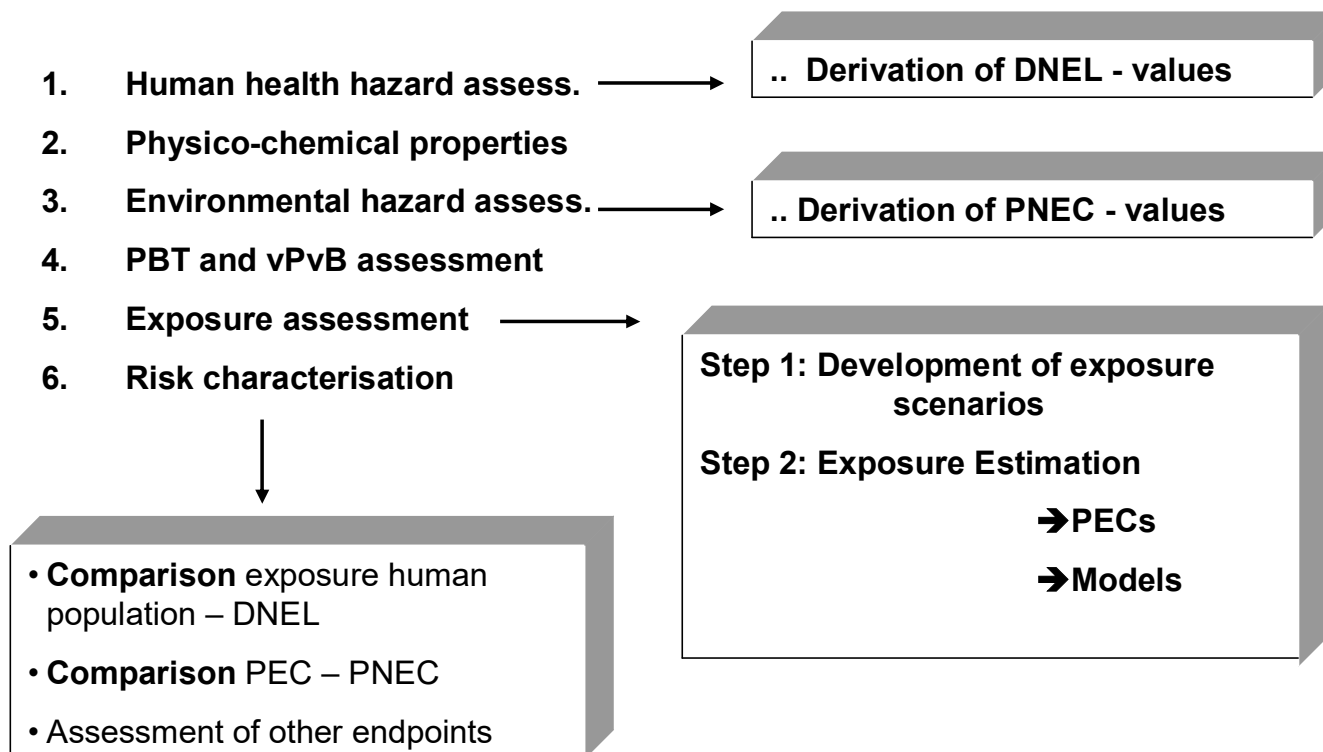 1. Human health hazard assess.
.. Derivation of DNEL - values
2. Physico-chemical properties
3. Environmental hazard assess.
.. Derivation of PNEC - values
4. PBT and vPvB assessment
5. Exposure assessment
6. Risk characterisation
Step 1: Development of exposure
scenarios
Step 2: Exposure Estimation
➔PECs
➔Models
• Comparison exposure human
population – DNEL
• Comparison PEC – PNEC
• Assessment of other endpoints